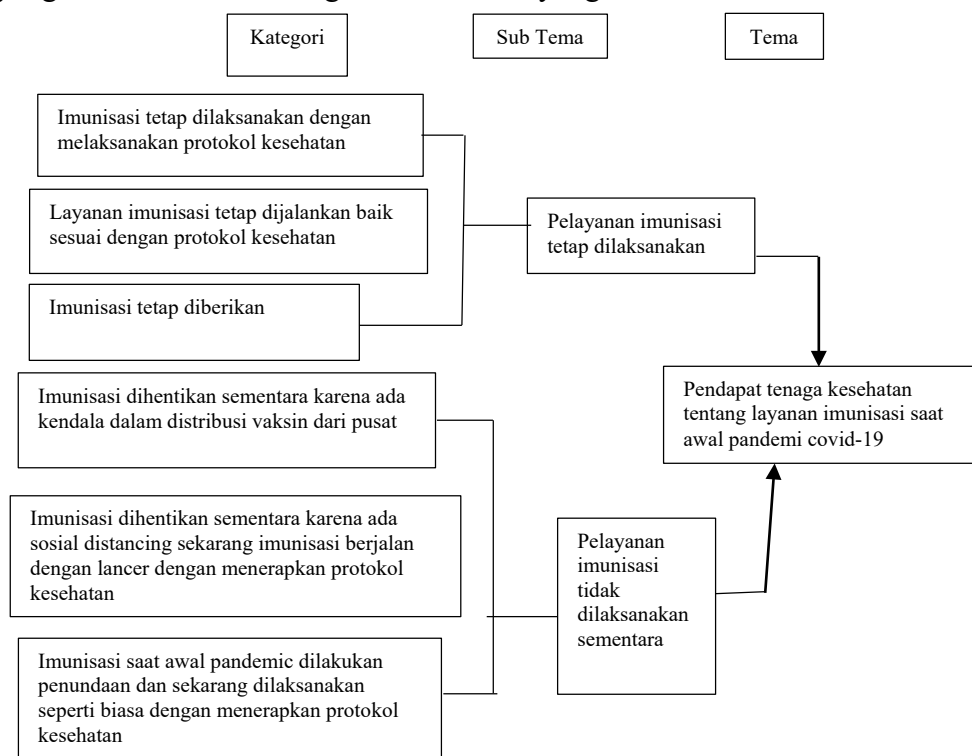 Kategori
Sub Tema
Tema
Imunisasi tetap dilaksanakan dengan
melaksanakan protokol kesehatan
Layanan imunisasi tetap dijalankan baik
sesuai dengan protokol kesehatan
Imunisasi tetap diberikan
Pelayanan imunisasi
tetap dilaksanakan
Imunisasi dihentikan sementara karena ada
kendala dalam distribusi vaksin dari pusat
Imunisasi dihentikan sementara karena ada
sosial distancing sekarang imunisasi berjalan
dengan lancer dengan menerapkan protokol
kesehatan
Imunisasi saat awal pandemic dilakukan
penundaan dan sekarang dilaksanakan
seperti biasa dengan menerapkan protokol
kesehatan
Pelayanan
imunisasi
tidak
dilaksanakan
sementara
Pendapat tenaga kesehatan
tentang layanan imunisasi saat
awal pandemi covid-19